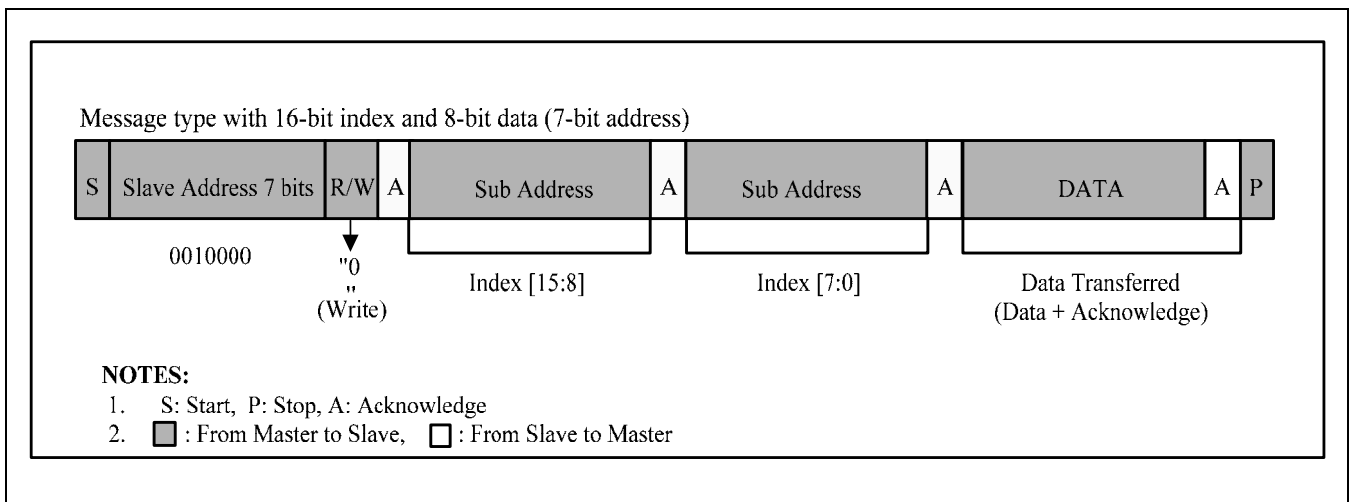 Message type with 16-bit index and 8-bit data (7-bit address)
S Slave Address 7 bits R/W A Sub Address A Sub Address A DATA A P
0010000
"0
"
(Write)
Index [15:8]
Index [7:0]
Data Transferred
(Data + Acknowledge)
NOTES:
1. S: Start, P: Stop, A: Acknowledge
2. : From Master to Slave, : From Slave to Master